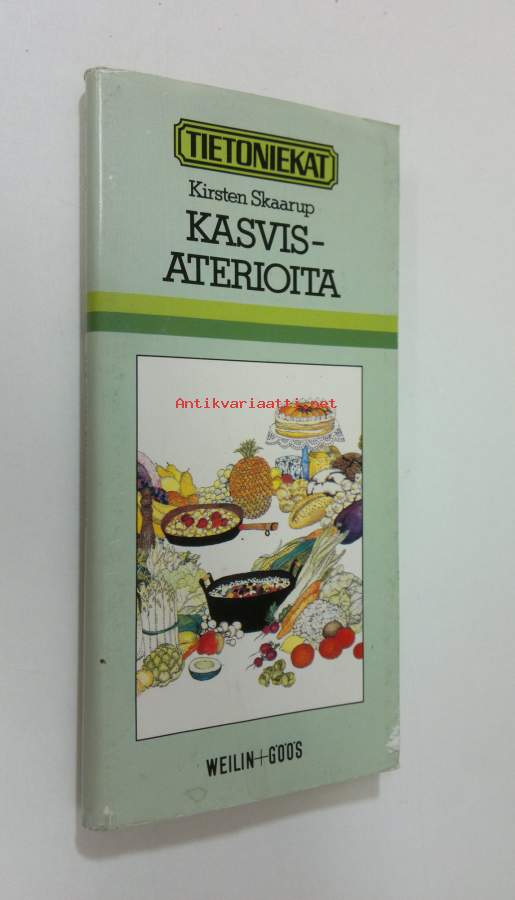 TIETONIEKAT
Kirsten Skaarup
KASVIS-
ATERIOITA
Antikvariaatti.net
WEILIN+GÖÖS